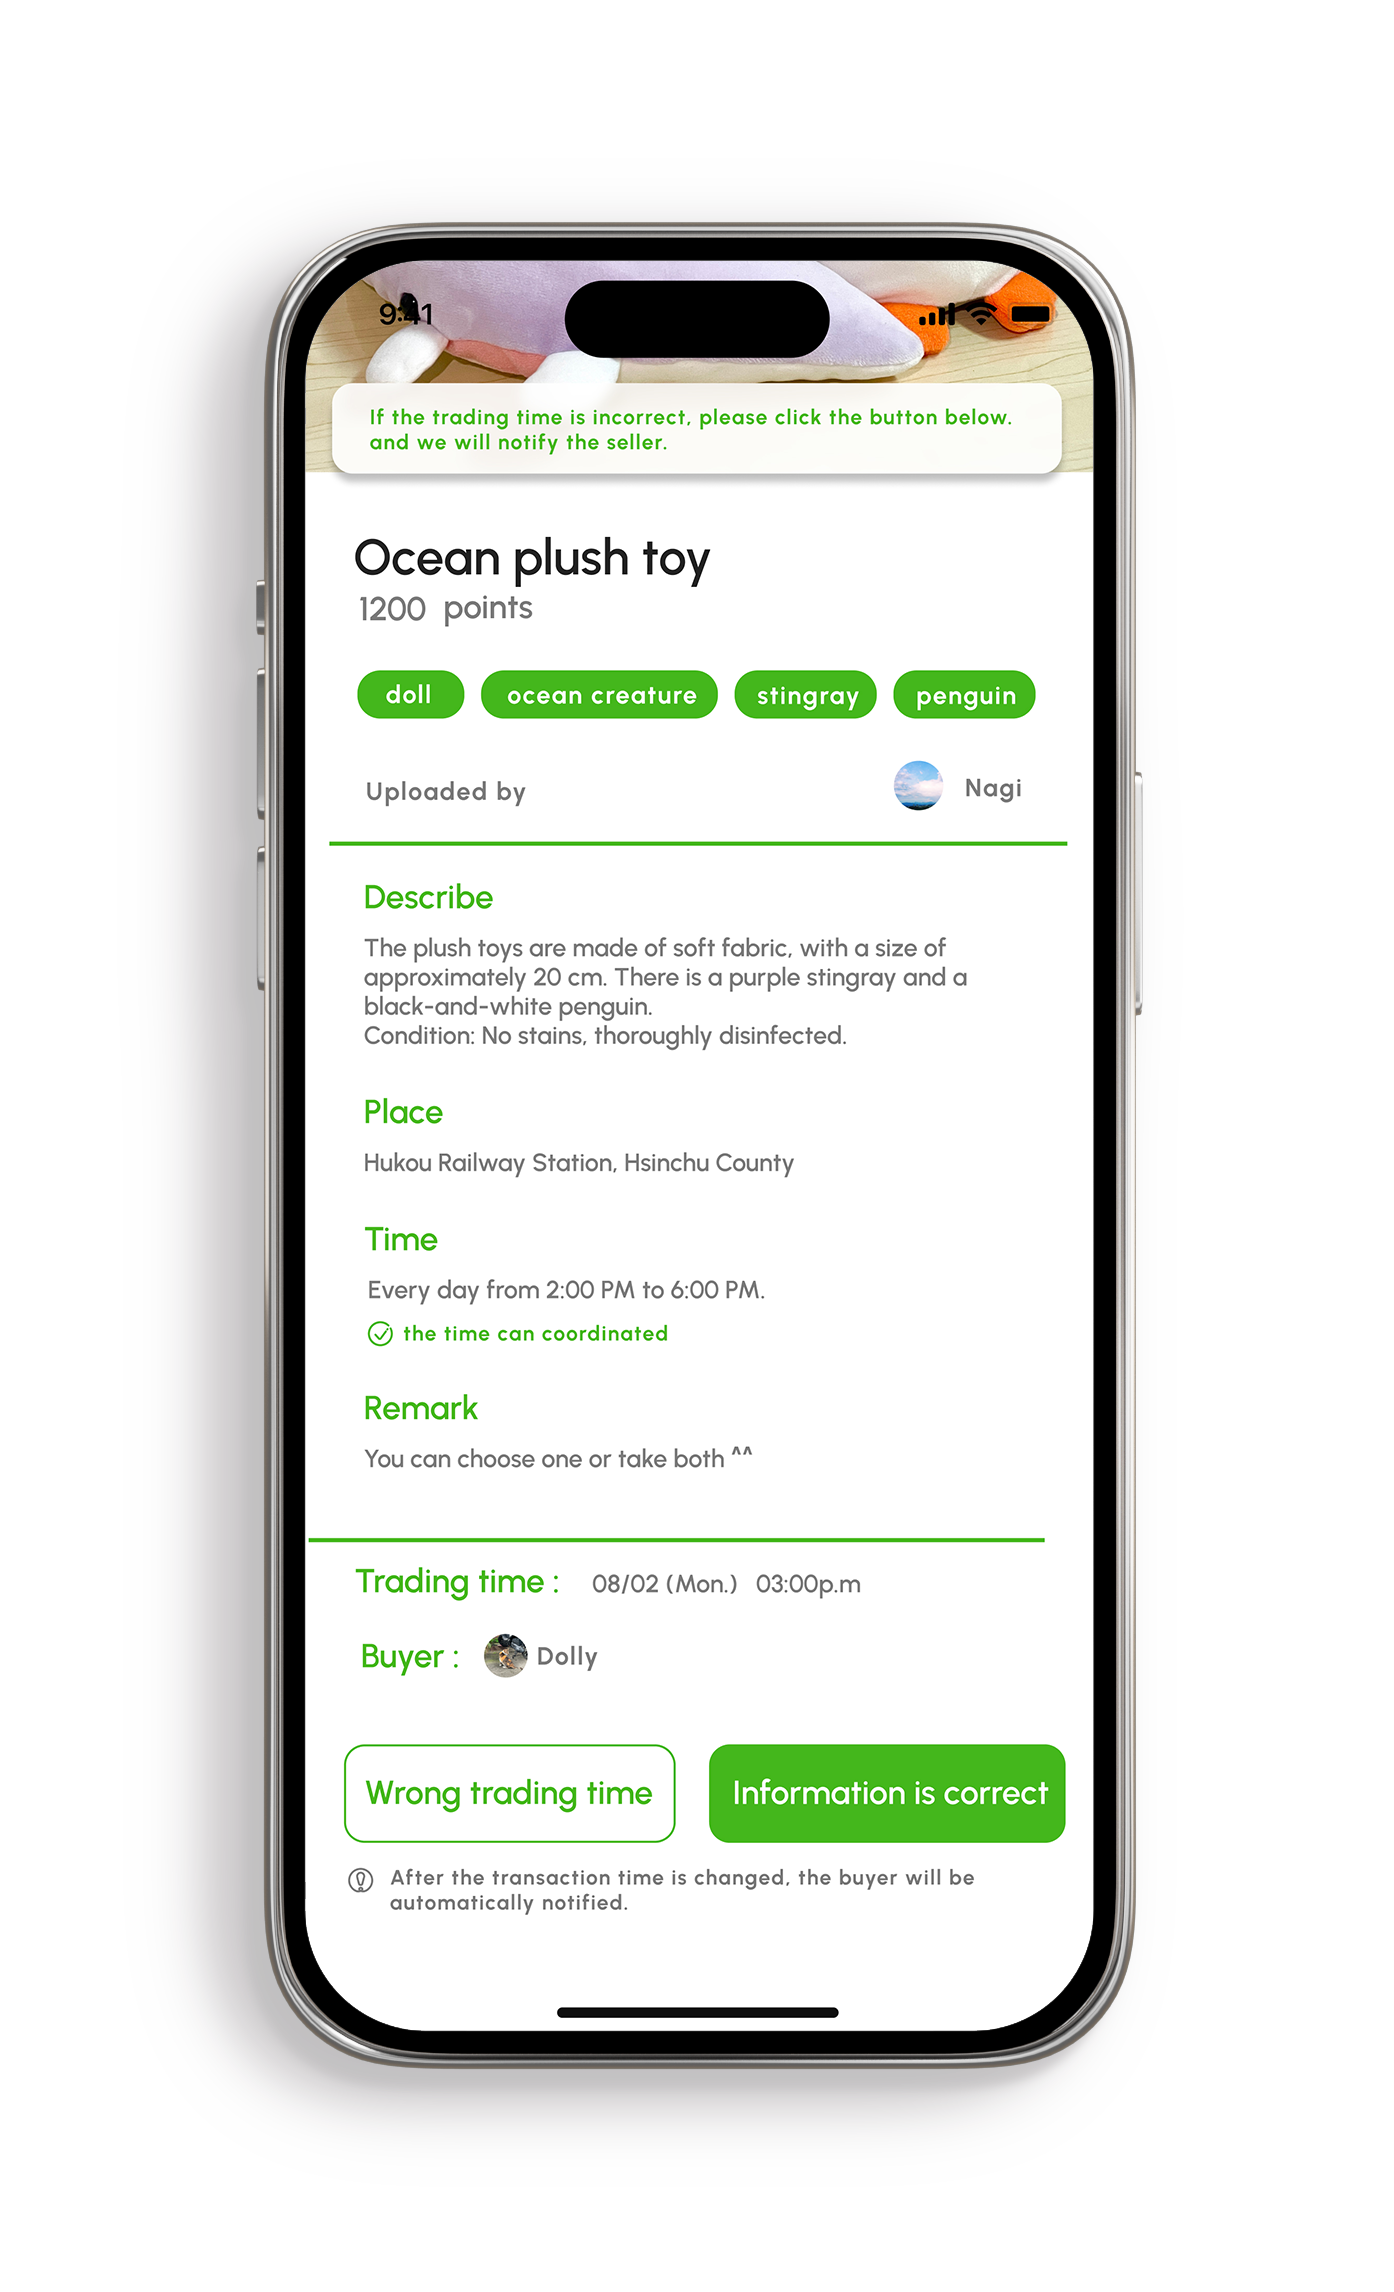 9:41
If the trading time is incorrect, please click the button below.
and we will notify the seller.
Ocean plush toy
1200 points
doll ocean creature stingray penguin
Uploaded by Nagi
Describe
The plush toys are made of soft fabric, with a size of
approximately 20 cm. There is a purple stingray and a
black-and-white penguin.
Condition: No stains, thoroughly disinfected.
Place
Hukou Railway Station, Hsinchu County
Time
Every day from 2:00 PM to 6:00 PM.
the time can coordinated
Remark
You can choose one or take both ^^
Trading time : 08/02 (Mon.) 03:00p.m
Buyer : Dolly
Wrong trading time Information is correct
After the transaction time is changed, the buyer will be
automatically notified.